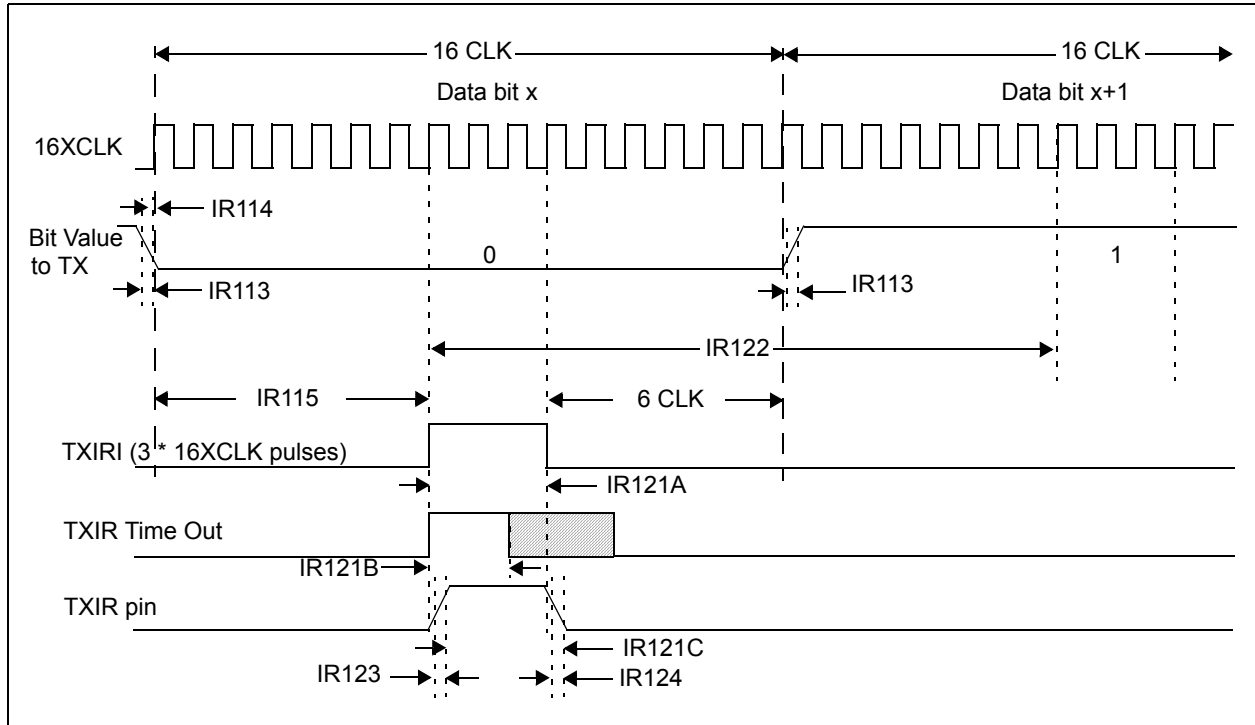 16 CLK
16 CLK
Data bit x
Data bit x+1
16XCLK
IR114
Bit Value
to TX
0
1
IR113
IR113
IR122
IR115
6 CLK
TXIRI (3 * 16XCLK pulses)
IR121A
TXIR Time Out
IR121B
TXIR pin
IR121C
IR123
IR124